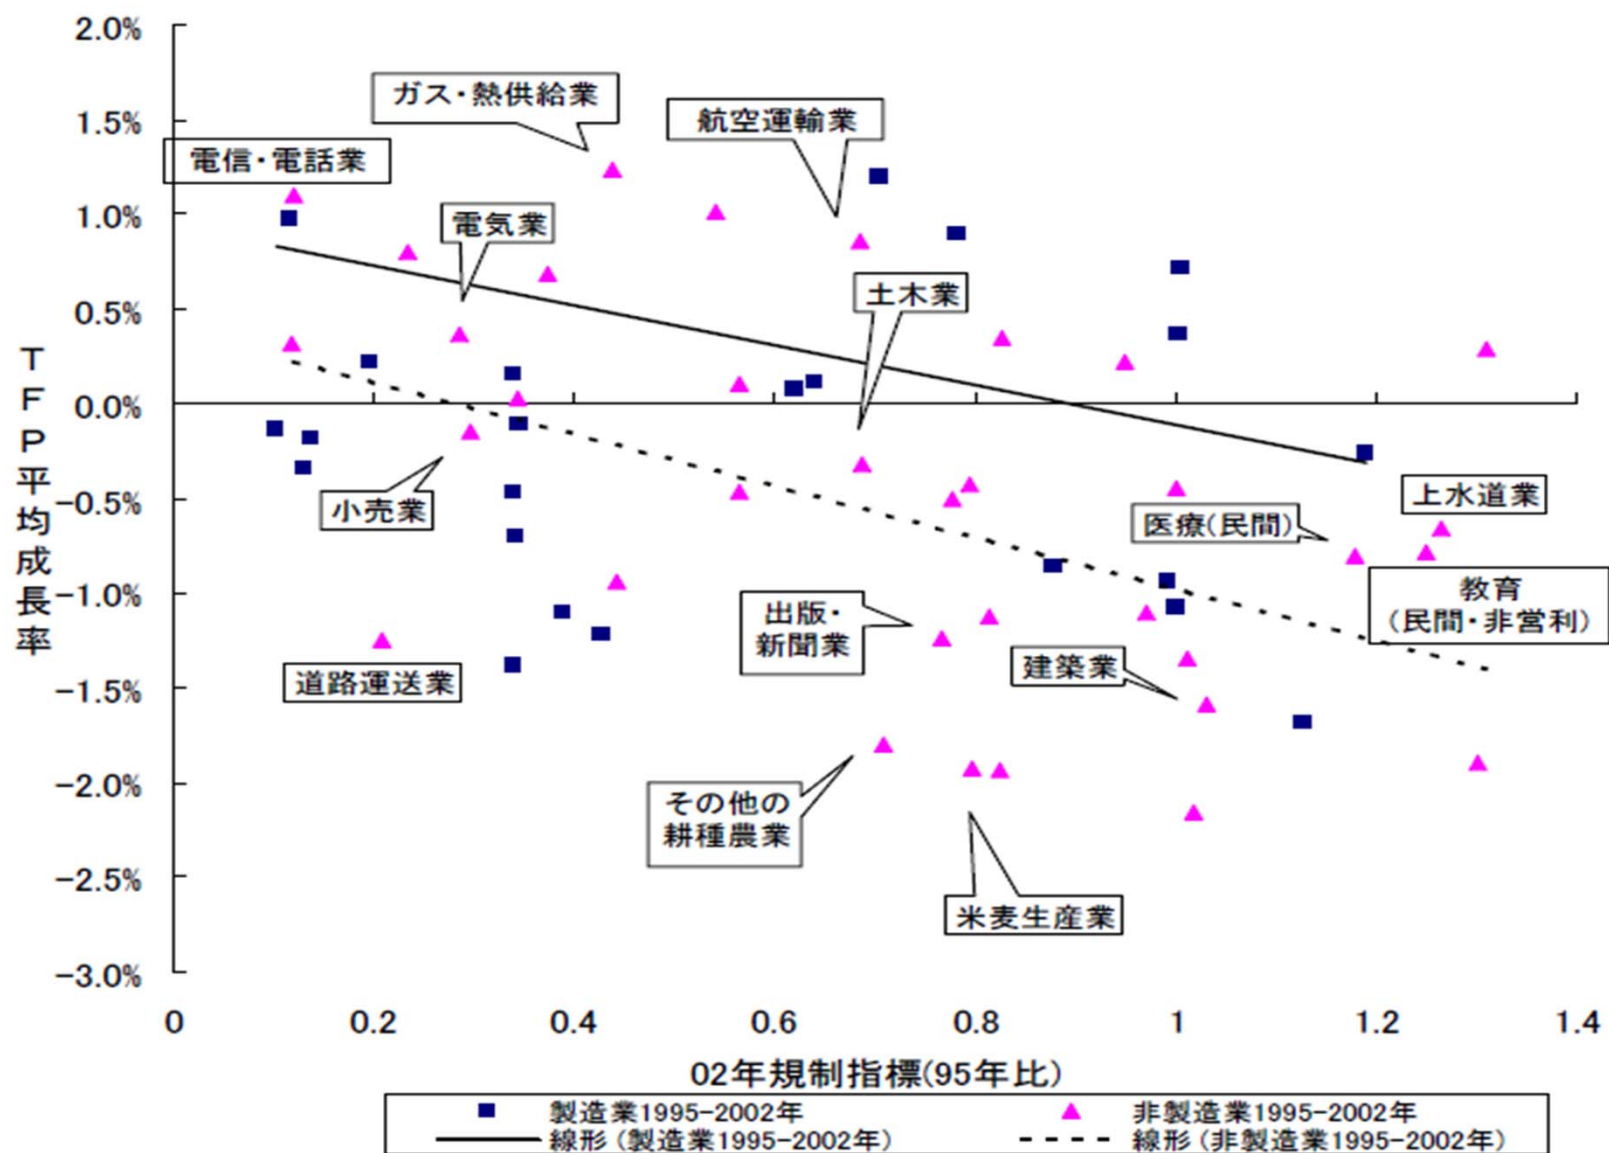 2.0%
1.5%
1.0%
0.5%
0.0%
−0.5%
−1.0%
−1.5%
−2.0%
−2.5%
−3.0%
TFP平均成長率
ガス・熱供給業
航空運輸業
電信・電話業
電気業
土木業
小売業
上水道業
医療(民間)
教育
(民間・非営利)
出版・
新聞業
建築業
道路運送業
その他の
耕種農業
米麦生産業
0 0.2 0.4 0.6 0.8 1 1.2 1.4
02年規制指標(95年比)
製造業1995−2002年 非製造業1995−2002年
線形(製造業1995−2002年) 線形(非製造業1995−2002年)